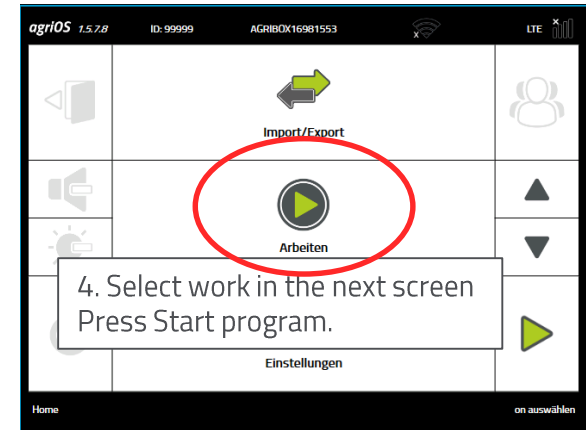 agriOS 1.5.7.8 ID: 99999 AGRIBOX16981553 x LTE x
Import/Export
Arbeiten
4. Select work in the next screen
Press Start program.
Einstellungen
Home on auswählen